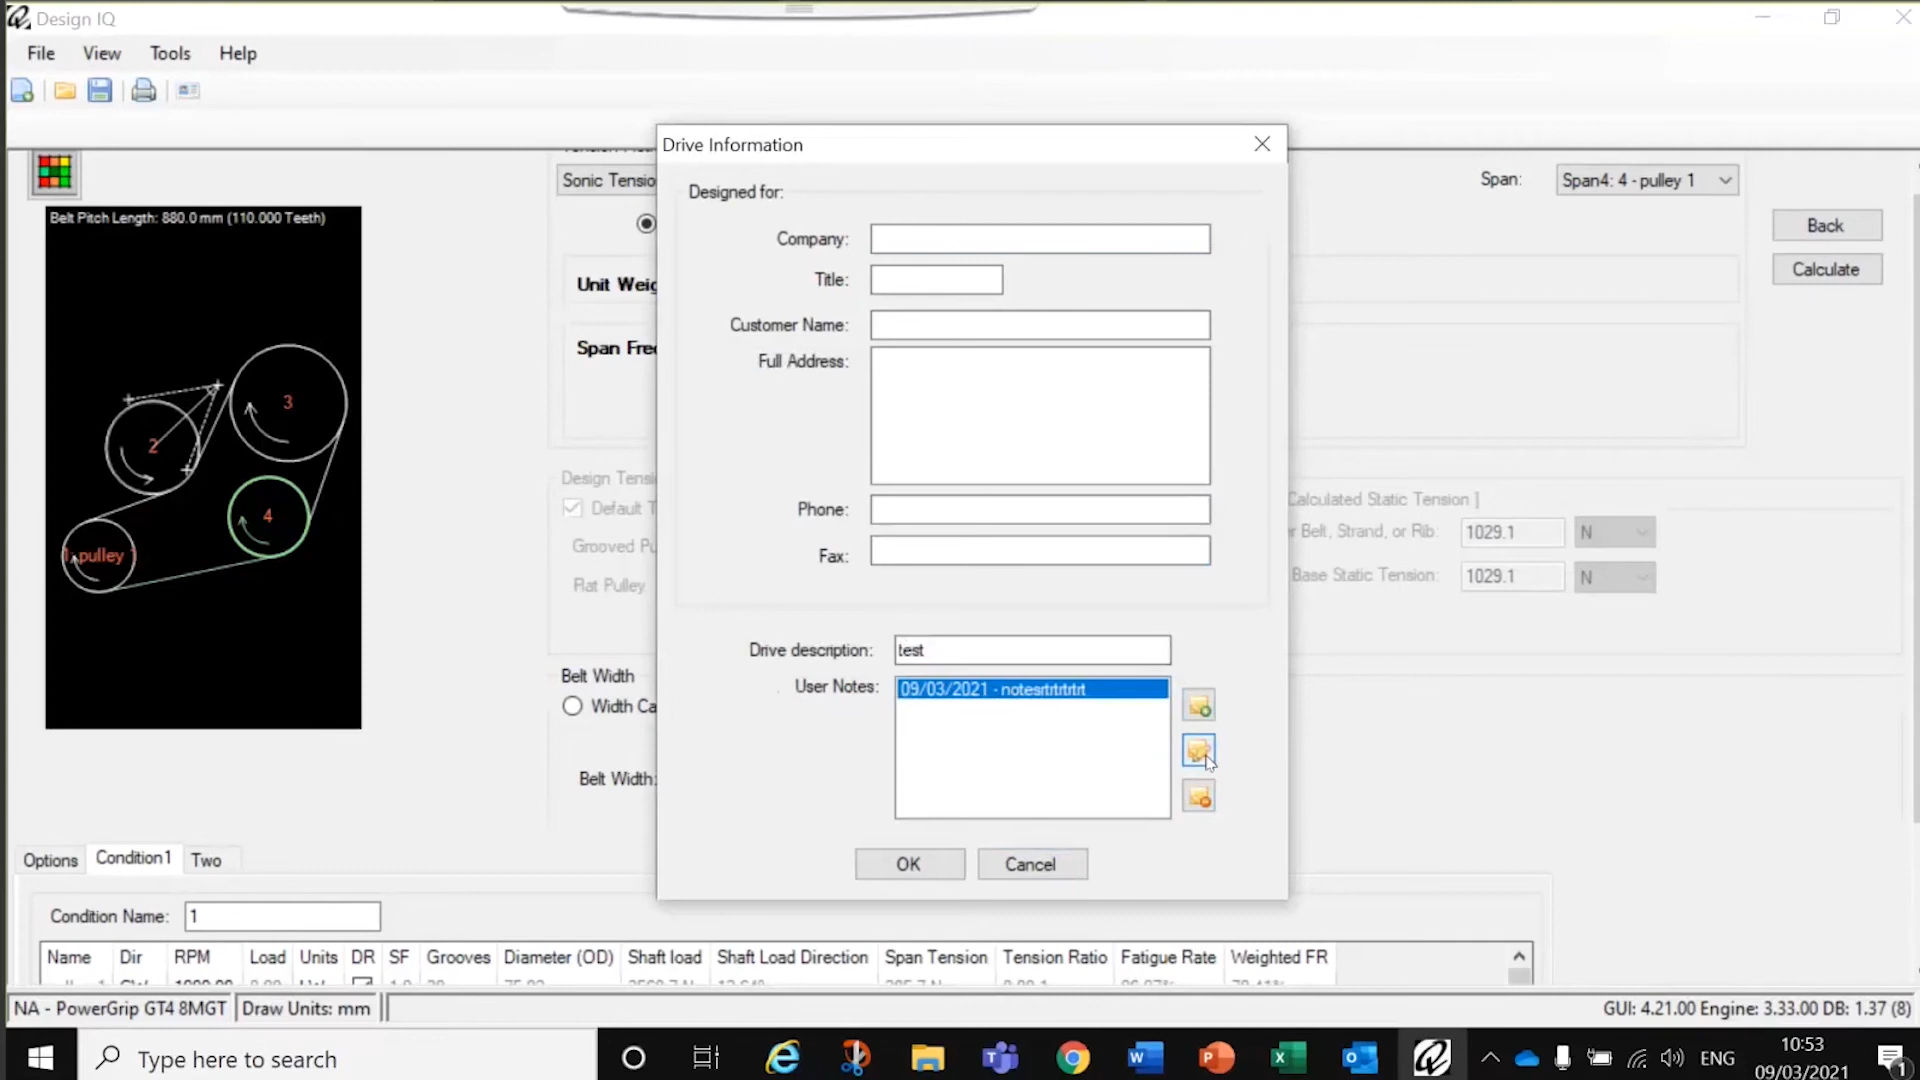 Design IQ
File View Tools Help
Drive Information
Designed for:
Company:
Title:
Customer Name:
Full Address:
Phone:
Fax:
Drive description: test
User Notes: 09/03/2021 - notesrtrtrtrtrt
OK Cancel
Belt Pitch Length: 880.0 mm (110.000 Teeth)
3
2
4
1: pulley
Sonic Tensio
Span: Span4: 4 - pulley 1
Back
Calculate
Unit Weig
Span Fre
Design Tensi
Default T
Grooved Pu
Flat Pulley
Calculated Static Tension ]
r Belt, Strand, or Rib: 1029.1 N
Base Static Tension: 1029.1 N
Belt Width
Width Ca
Belt Width:
Options Condition1 Two
Condition Name: 1
Name Dir RPM Load Units DR SF Grooves Diameter (OD) Shaft load Shaft Load Direction Span Tension Tension Ratio Fatigue Rate Weighted FR
NA - PowerGrip GT4 8MGT Draw Units: mm
GUI: 4.21.00 Engine: 3.33.00 DB: 1.37 (8)
Type here to search
ENG
10:53
09/03/2021
1